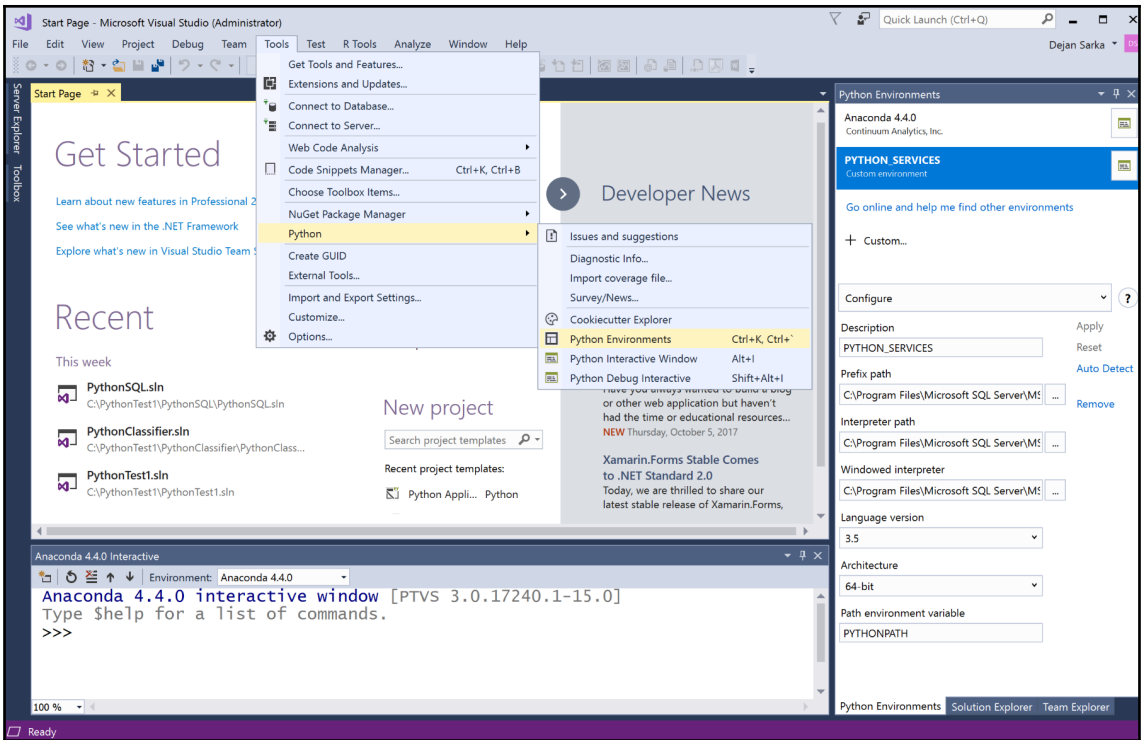 Start Page - Microsoft Visual Studio (Administrator)
Quick Launch (Ctrl+Q)
File Edit View Project Debug Team Tools Test R Tools Analyze Window Help
Dejan Sarka DS
Server Explorer
Toolbox
Start Page
Get Started
Learn about new features in Professional 2
See what's new in the .NET Framework
Explore what's new in Visual Studio Team S
Recent
This week
PythonSQL.sln
C:\PythonTest1\PythonSQL\PythonSQL.sln
PythonClassifier.sln
C:\PythonTest1\PythonClassifier\PythonClass...
PythonTest1.sln
C:\PythonTest1\PythonTest1.sln
Get Tools and Features...
Extensions and Updates...
Connect to Database...
Connect to Server...
Web Code Analysis
Code Snippets Manager... Ctrl+K, Ctrl+B
Choose Toolbox Items...
NuGet Package Manager
Python
Create GUID
External Tools...
Import and Export Settings...
Customize...
Options...
Issues and suggestions
Diagnostic Info...
Import coverage file...
Survey/News...
Cookiecutter Explorer
Python Environments Ctrl+K, Ctrl+`
Python Interactive Window Alt+I
Python Debug Interactive Shift+Alt+I
New project
Search project templates
Recent project templates:
Python Appli... Python
Developer News
Have you always wanted to build a blog
or other web application but haven't
had the time or educational resources...
NEW Thursday, October 5, 2017
Xamarin.Forms Stable Comes
to .NET Standard 2.0
Today, we are thrilled to share our
latest stable release of Xamarin.Forms,
Anaconda 4.4.0 Interactive
Environment: Anaconda 4.4.0
Anaconda 4.4.0 interactive window [PTVS 3.0.17240.1-15.0]
Type $help for a list of commands.
>>>
100 %
Ready
Python Environments
Anaconda 4.4.0
Continuum Analytics, Inc.
PYTHON_SERVICES
Custom environment
Go online and help me find other environments
+ Custom...
Configure ?
Description Apply
PYTHON_SERVICES Reset
Prefix path Auto Detect
C:\Program Files\Microsoft SQL Server\MS ... Remove
Interpreter path
C:\Program Files\Microsoft SQL Server\MS ...
Windowed interpreter
C:\Program Files\Microsoft SQL Server\MS ...
Language version
3.5
Architecture
64-bit
Path environment variable
PYTHONPATH
Python Environments Solution Explorer Team Explorer